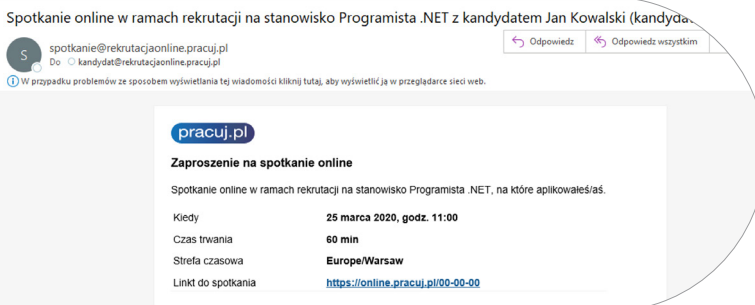 Spotkanie online w ramach rekrutacji na stanowisko Programista .NET z kandydatem Jan Kowalski (kandyda
S
spotkanie@rekrutacjaonline.pracuj.pl
Do kandydat@rekrutacjaonline.pracuj.pl
Odpowiedz Odpowiedz wszystkim
W przypadku problemów ze sposobem wyświetlania tej wiadomości kliknij tutaj, aby wyświetlić ją w przeglądarce sieci web.
pracuj.pl
Zaproszenie na spotkanie online
Spotkanie online w ramach rekrutacji na stanowisko Programista .NET, na które aplikowałeś/aś.
Kiedy 25 marca 2020, godz. 11:00
Czas trwania 60 min
Strefa czasowa Europe/Warsaw
Linkt do spotkania https://online.pracuj.pl/00-00-00